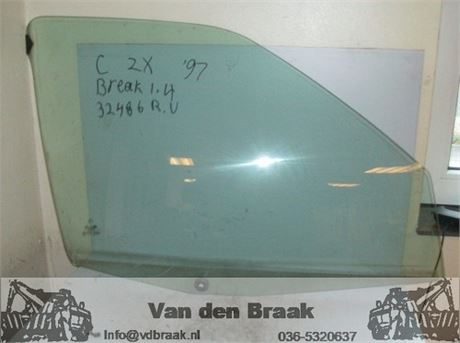 C ZX '97
Break 1.4
32486 R.V
Van den Braak
Info@vdbraak.nl 036-5320637